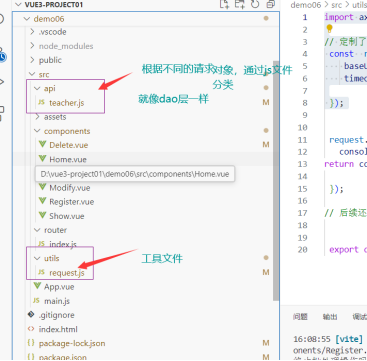 VUE3-PROJECT01
demo06
.vscode
node_modules
public
src
api
teacher.js
M
assets
components
Delete.vue
M
Home.vue
D:\vue3-project01\demo06\src\components\Home.vue
Modify.vue
M
Register.vue
M
Show.vue
M
router
index.js
M
utils
request.js
M
App.vue
M
main.js
.gitignore
index.html
package-lock.json
M
package.json
M
根据不同的请求对象，通过js文件
分类
就像dao层一样
工具文件
demo06 > src > utils
1 import ax
2
3 // 定制了
4 const r
5 baseU
6 timeo
7
8 });
9
10
11 request.
12 consol
13 return co
14
15 });
16
17 // 后续还
18
19
20 export d
问题 输出 调试
16:08:55 [vite]
onents/Register.